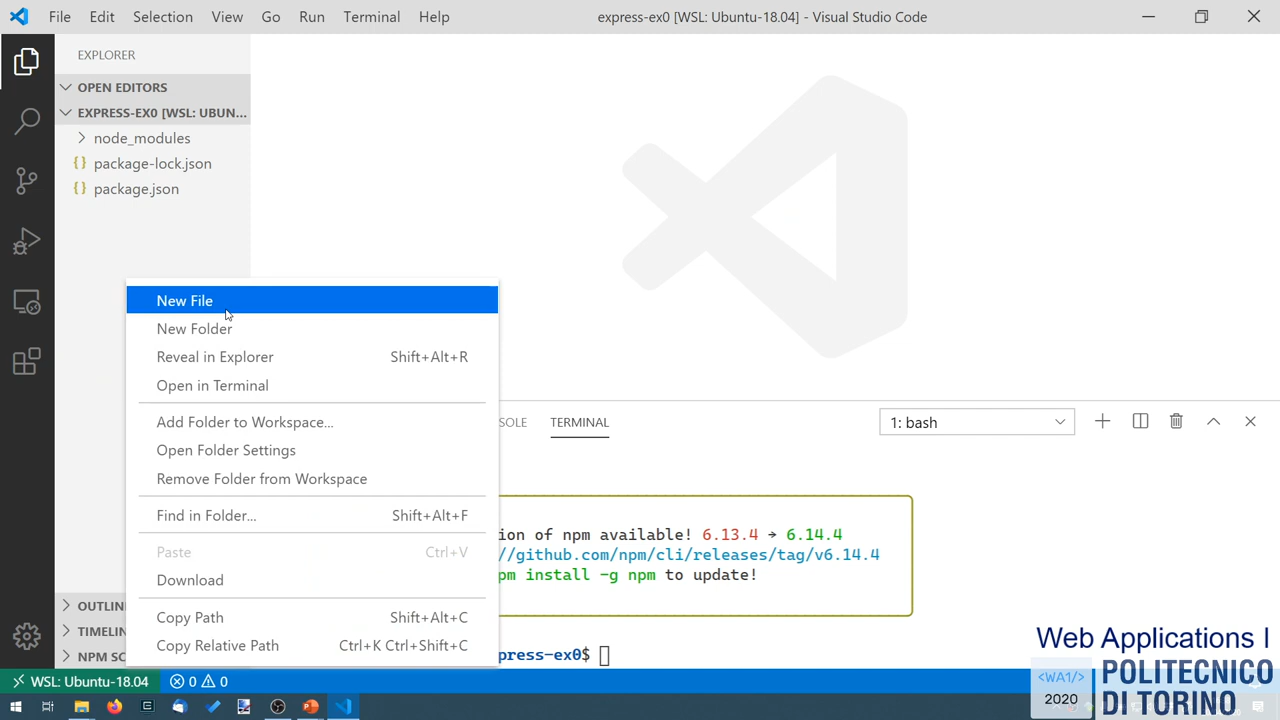 File Edit Selection View Go Run Terminal Help
express-ex0 [WSL: Ubuntu-18.04] - Visual Studio Code
EXPLORER
OPEN EDITORS
EXPRESS-EX0 [WSL: UBUN...
node_modules
{} package-lock.json
{} package.json
New File
New Folder
Reveal in Explorer Shift+Alt+R
Open in Terminal
Add Folder to Workspace...
Open Folder Settings
Remove Folder from Workspace
Find in Folder... Shift+Alt+F
Paste Ctrl+V
Download
Copy Path Shift+Alt+C
Copy Relative Path Ctrl+K Ctrl+Shift+C
OUTLIN
TIMELIN
NPM SC
SOLE TERMINAL
1: bash
ion of npm available! 6.13.4 → 6.14.4
//github.com/npm/cli/releases/tag/v6.14.4
pm install -g npm to update!
press-ex0$
WSL: Ubuntu-18.04 0 0
Web Applications I
<WA1/>
2020
POLITECNICO
DI TORINO